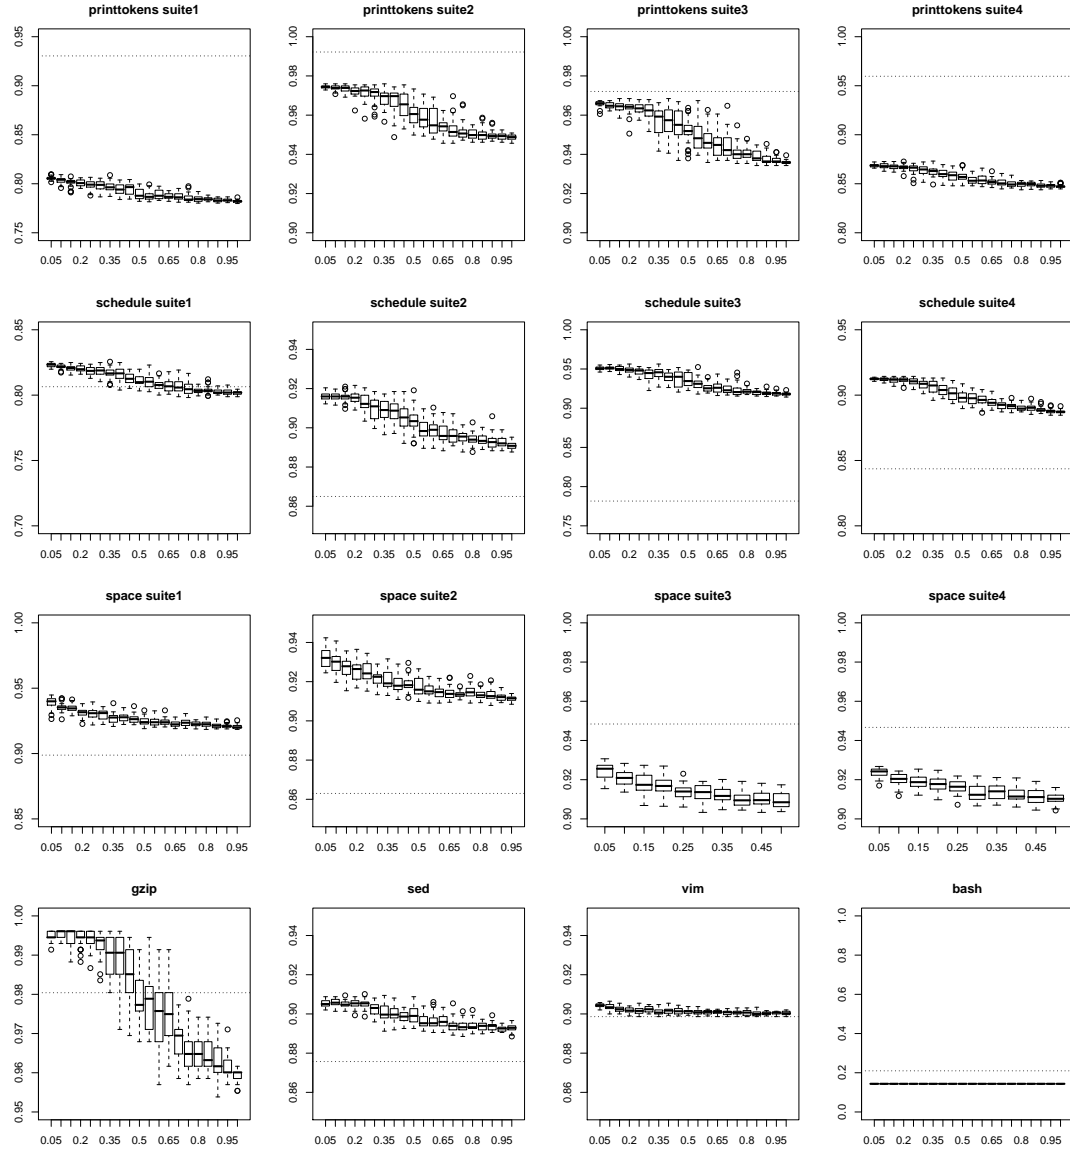 printtokens suite1
0.75 0.80 0.85 0.90 0.95
0.05 0.2 0.35 0.5 0.65 0.8 0.95
printtokens suite2
0.90 0.92 0.94 0.96 0.98 1.00
0.05 0.2 0.35 0.5 0.65 0.8 0.95
printtokens suite3
0.90 0.92 0.94 0.96 0.98 1.00
0.05 0.2 0.35 0.5 0.65 0.8 0.95
printtokens suite4
0.80 0.85 0.90 0.95 1.00
0.05 0.2 0.35 0.5 0.65 0.8 0.95
schedule suite1
0.70 0.75 0.80 0.85
0.05 0.2 0.35 0.5 0.65 0.8 0.95
schedule suite2
0.86 0.88 0.90 0.92 0.94
0.05 0.2 0.35 0.5 0.65 0.8 0.95
schedule suite3
0.75 0.80 0.85 0.90 0.95 1.00
0.05 0.2 0.35 0.5 0.65 0.8 0.95
schedule suite4
0.80 0.85 0.90 0.95
0.05 0.2 0.35 0.5 0.65 0.8 0.95
space suite1
0.85 0.90 0.95 1.00
0.05 0.2 0.35 0.5 0.65 0.8 0.95
space suite2
0.86 0.88 0.90 0.92 0.94
0.05 0.2 0.35 0.5 0.65 0.8 0.95
space suite3
0.90 0.92 0.94 0.96 0.98 1.00
0.05 0.15 0.25 0.35 0.45
space suite4
0.90 0.92 0.94 0.96 0.98 1.00
0.05 0.15 0.25 0.35 0.45
gzip
0.95 0.96 0.97 0.98 0.99 1.00
0.05 0.2 0.35 0.5 0.65 0.8 0.95
sed
0.86 0.88 0.90 0.92 0.94
0.05 0.2 0.35 0.5 0.65 0.8 0.95
vim
0.86 0.88 0.90 0.92 0.94
0.05 0.2 0.35 0.5 0.65 0.8 0.95
bash
0.0 0.2 0.4 0.6 0.8 1.0
0.05 0.2 0.35 0.5 0.65 0.8 0.95